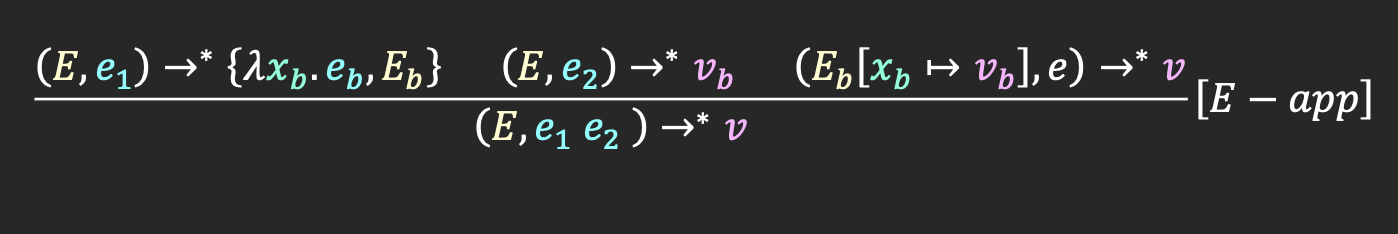 (E, e₁) →* {λx_b. e_b, E_b}    (E, e₂) →* v_b    (E_b[x_b ↦ v_b], e) →* v
[E − app]
(E, e₁ e₂ ) →* v